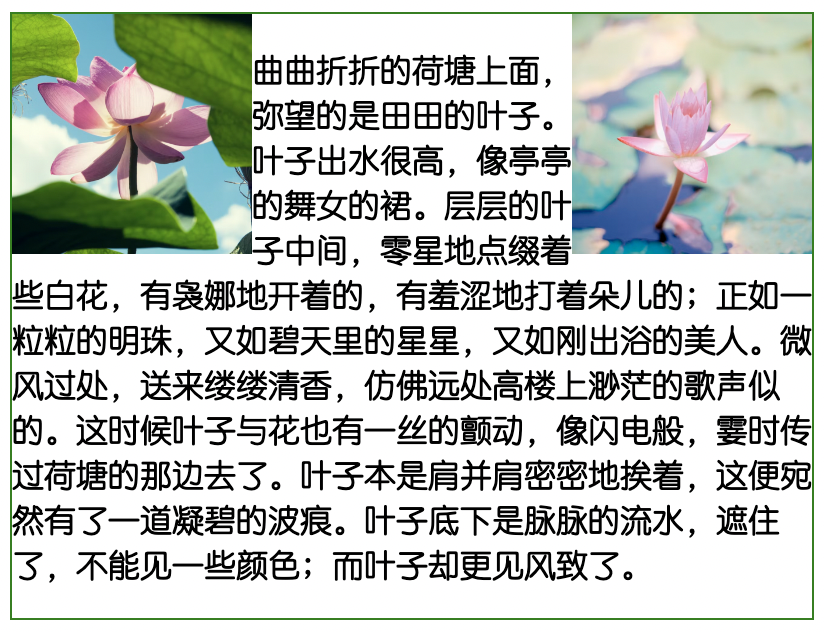 曲曲折折的荷塘上面，
弥望的是田田的叶子。
叶子出水很高，像亭亭
的舞女的裙。层层的叶
子中间，零星地点缀着
些白花，有袅娜地开着的，有羞涩地打着朵儿的；正如一
粒粒的明珠，又如碧天里的星星，又如刚出浴的美人。微
风过处，送来缕缕清香，仿佛远处高楼上渺茫的歌声似
的。这时候叶子与花也有一丝的颤动，像闪电般，霎时传
过荷塘的那边去了。叶子本是肩并肩密密地挨着，这便宛
然有了一道凝碧的波痕。叶子底下是脉脉的流水，遮住
了，不能见一些颜色；而叶子却更见风致了。